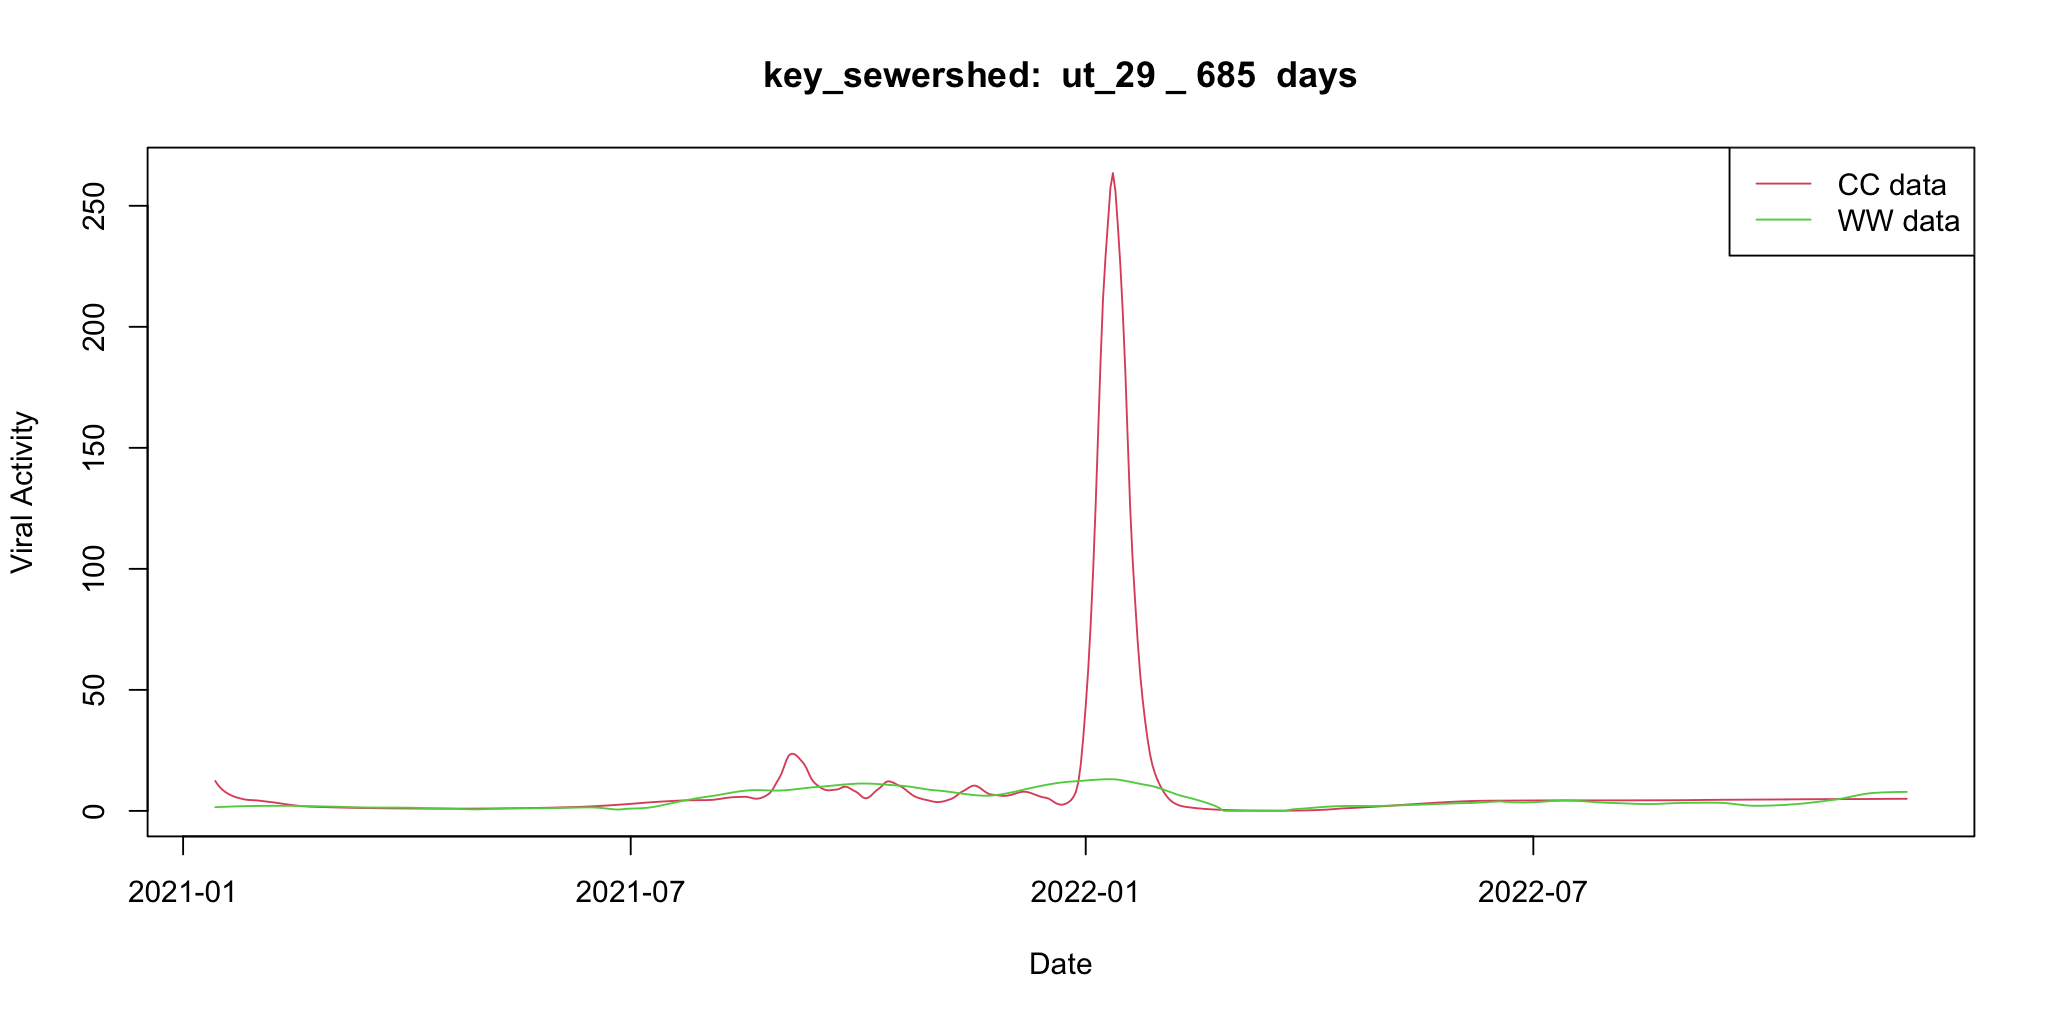 key_sewershed: ut_29 _ 685 days
CC data
WW data
Viral Activity
250
200
150
100
50
0
2021-01
2021-07
2022-01
2022-07
Date